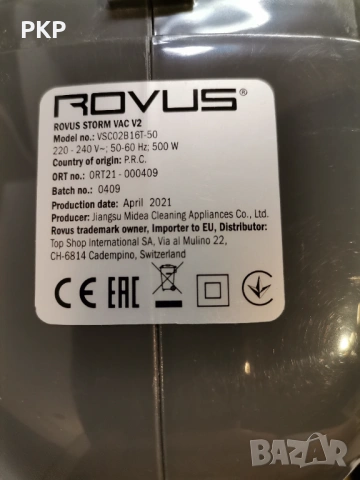 PKP
ROVUS®
ROVUS STORM VAC V2
Model no.: VSC02B16T-50
220 - 240 V~; 50-60 Hz; 500 W
Country of origin: P.R.C.
ORT no.: ORT21 - 000409
Batch no.: 0409
Production date: April 2021
Producer: Jiangsu Midea Cleaning Appliances Co., Ltd.
Rovus trademark owner, Importer to EU, Distributor:
Top Shop International SA, Via al Mulino 22,
CH-6814 Cadempino, Switzerland
CE EAC
BAZAR